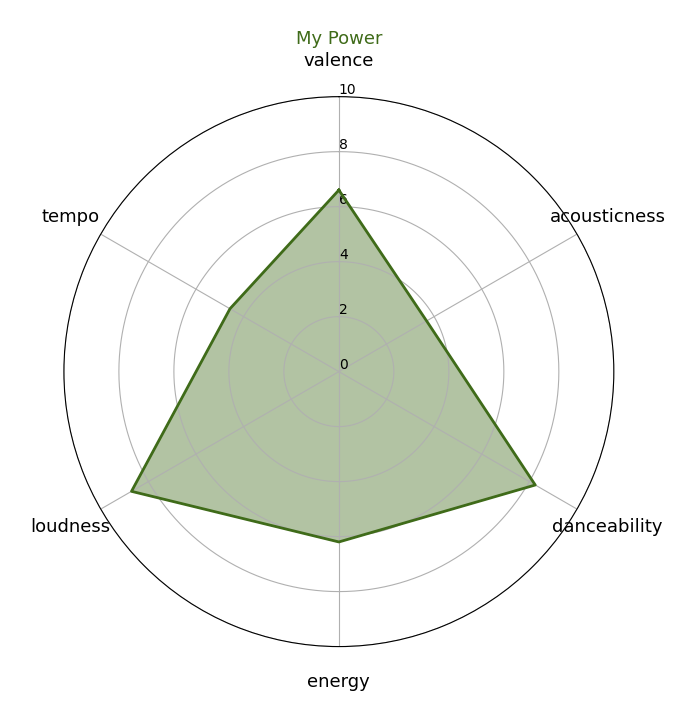 My Power
valence
10
8
6
4
2
0
tempo
acousticness
loudness
danceability
energy